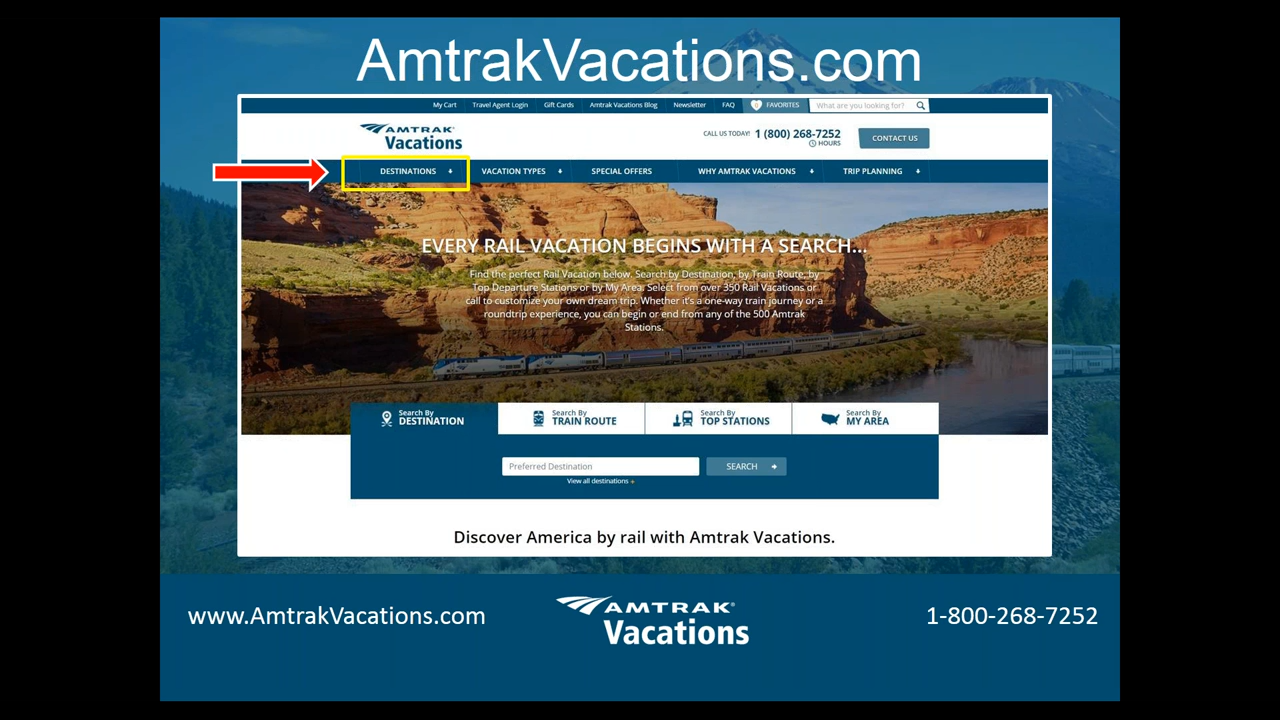 AmtrakVacations.com
My Cart Travel Agent Login Gift Cards Amtrak Vacations Blog Newsletter FAQ FAVORITES What are you looking for?
AMTRAK®
Vacations
CALL US TODAY! 1 (800) 268-7252
HOURS
CONTACT US
DESTINATIONS VACATION TYPES SPECIAL OFFERS WHY AMTRAK VACATIONS TRIP PLANNING
EVERY RAIL VACATION BEGINS WITH A SEARCH...
Find the perfect Rail Vacation below. Search by Destination, by Train Route, by
Top Departure Stations or by My Area. Select from over 350 Rail Vacations or
call to customize your own dream trip. Whether it's a one-way train journey or a
roundtrip experience, you can begin or end from any of the 500 Amtrak
Stations.
Search By
DESTINATION
Search By
TRAIN ROUTE
Search By
TOP STATIONS
Search By
MY AREA
Preferred Destination SEARCH
View all destinations +
Discover America by rail with Amtrak Vacations.
www.AmtrakVacations.com
AMTRAK®
Vacations
1-800-268-7252